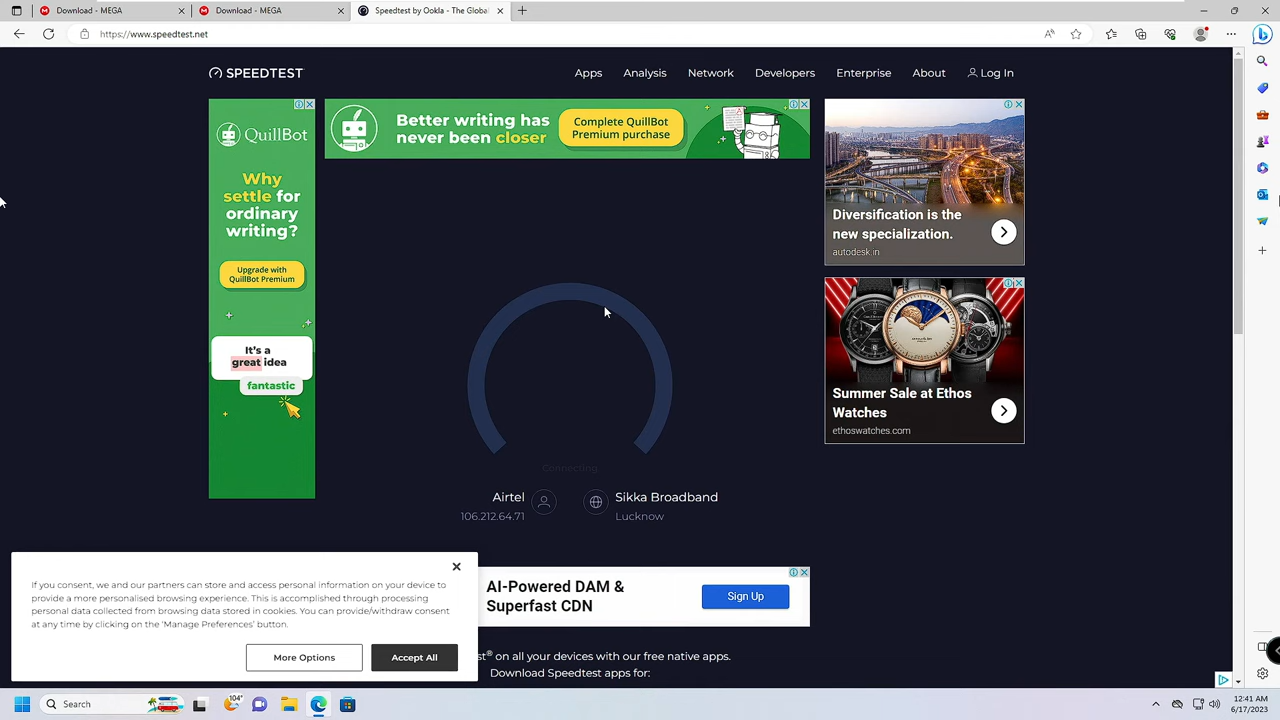 Download - MEGA
Download - MEGA
Speedtest by Ookla - The Global
https://www.speedtest.net
SPEEDTEST
Apps
Analysis
Network
Developers
Enterprise
About
Log In
QuillBot
Why
settle for
ordinary
writing?
Upgrade with
QuillBot Premium
It's a
great idea
fantastic
Better writing has
never been closer
Complete QuillBot
Premium purchase
Diversification is the
new specialization.
autodesk.in
Summer Sale at Ethos
Watches
ethoswatches.com
Connecting
Airtel
106.212.64.71
Sikka Broadband
Lucknow
If you consent, we and our partners can store and access personal information on your device to
provide a more personalised browsing experience. This is accomplished through processing
personal data collected from browsing data stored in cookies. You can provide/withdraw consent
at any time by clicking on the 'Manage Preferences' button.
More Options
Accept All
AI-Powered DAM &
Superfast CDN
Sign Up
st® on all your devices with our free native apps.
Download Speedtest apps for:
Search
104°
12:41 AM
6/17/2023